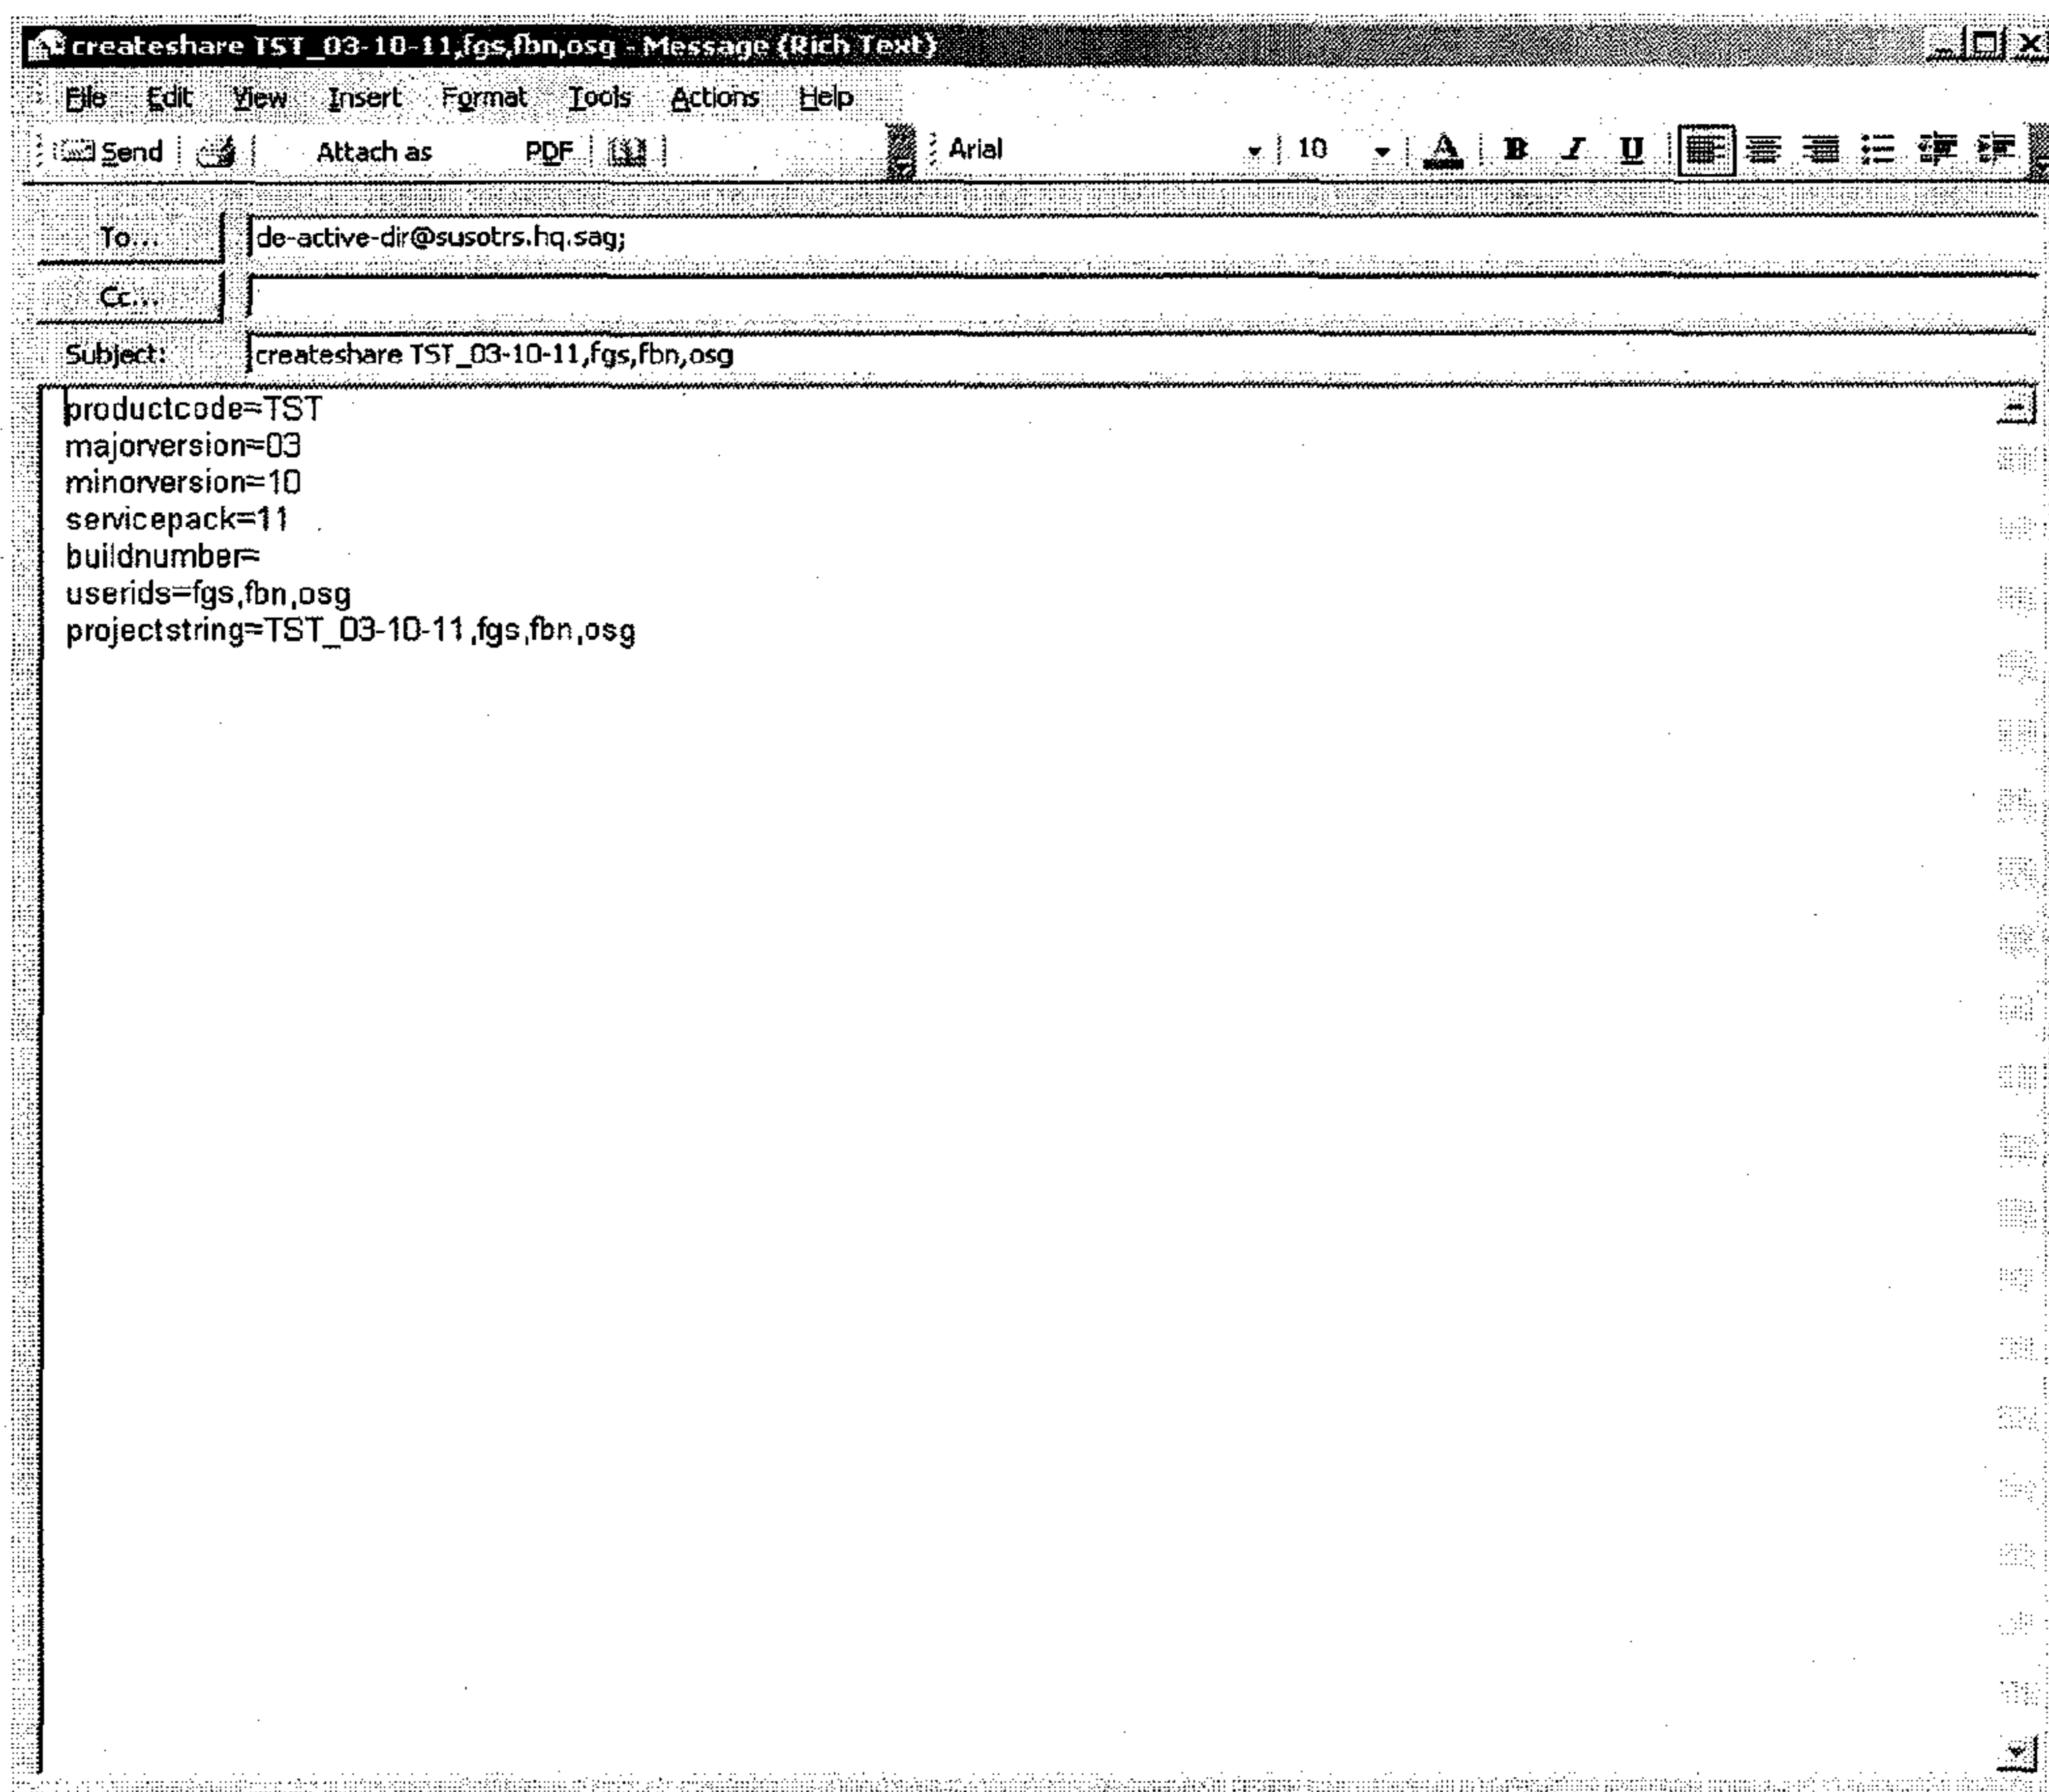 createshare TST_03-10-11,fgs,fbn,osg - Message (Rich Text)
File Edit View Insert Format Tools Actions Help
Send Attach as PDF Arial 10 A B I U
To... de-active-dir@susotrs.hq.sag;
Cc...
Subject: createshare TST_03-10-11,fgs,fbn,osg
productcode=TST
majorversion=03
minorversion=10
servicepack=11
buildnumber=
userids=fgs,fbn,osg
projectstring=TST_03-10-11,fgs,fbn,osg